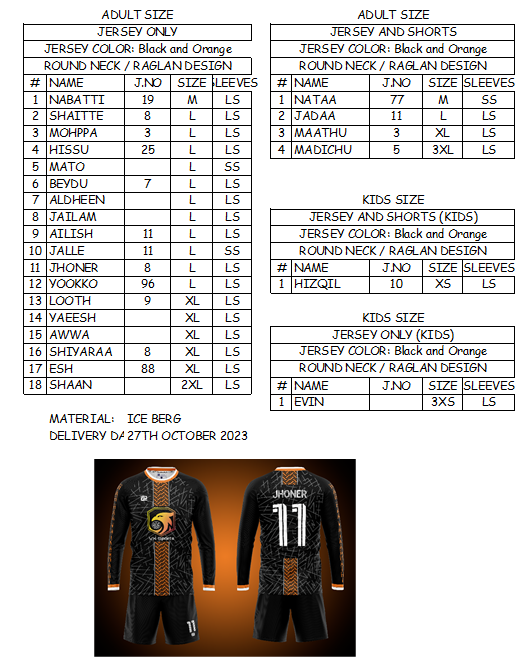 ADULT SIZE
JERSEY ONLY
JERSEY COLOR: Black and Orange
ROUND NECK / RAGLAN DESIGN
# NAME J.NO SIZE SLEEVES
1 NABATTI 19 M LS
2 SHAITTE 8 L LS
3 MOHPPA 3 L LS
4 HISSU 25 L LS
5 MATO L SS
6 BEYDU 7 L LS
7 ALDHEEN L LS
8 JAILAM L LS
9 AILISH 11 L LS
10 JALLE 11 L SS
11 JHONER 8 L LS
12 YOOKKO 96 L LS
13 LOOTH 9 XL LS
14 YAEESH XL LS
15 AWWA XL LS
16 SHIYARAA 8 XL LS
17 ESH 88 XL LS
18 SHAAN 2XL LS
MATERIAL: ICE BERG
DELIVERY DA 27TH OCTOBER 2023
ADULT SIZE
JERSEY AND SHORTS
JERSEY COLOR: Black and Orange
ROUND NECK / RAGLAN DESIGN
# NAME J.NO SIZE SLEEVES
1 NATAA 77 M SS
2 JADAA 11 L LS
3 MAATHU 3 XL LS
4 MADICHU 5 3XL LS
KIDS SIZE
JERSEY AND SHORTS (KIDS)
JERSEY COLOR: Black and Orange
ROUND NECK / RAGLAN DESIGN
# NAME J.NO SIZE SLEEVES
1 HIZQIL 10 XS LS
KIDS SIZE
JERSEY ONLY (KIDS)
JERSEY COLOR: Black and Orange
ROUND NECK / RAGLAN DESIGN
# NAME J.NO SIZE SLEEVES
1 EVIN 3XS LS
JHONER
11
11